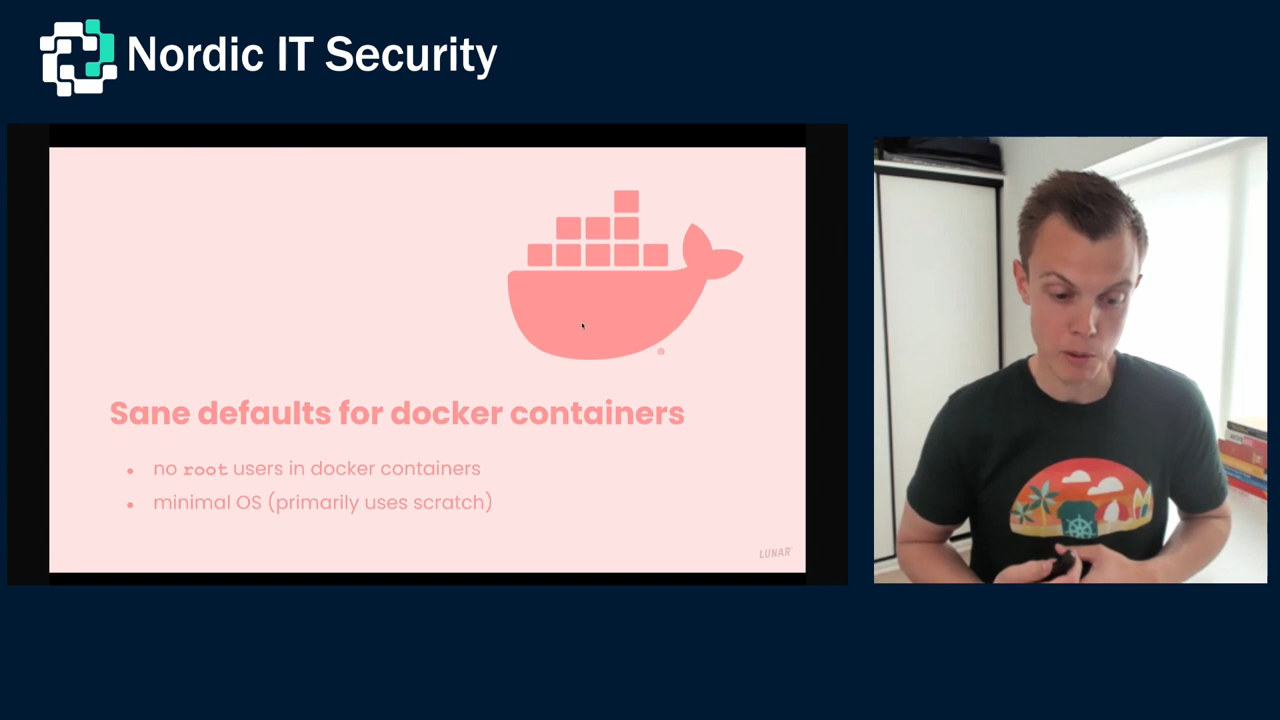 Nordic IT Security
Sane defaults for docker containers
• no root users in docker containers
• minimal OS (primarily uses scratch)
LUNAR